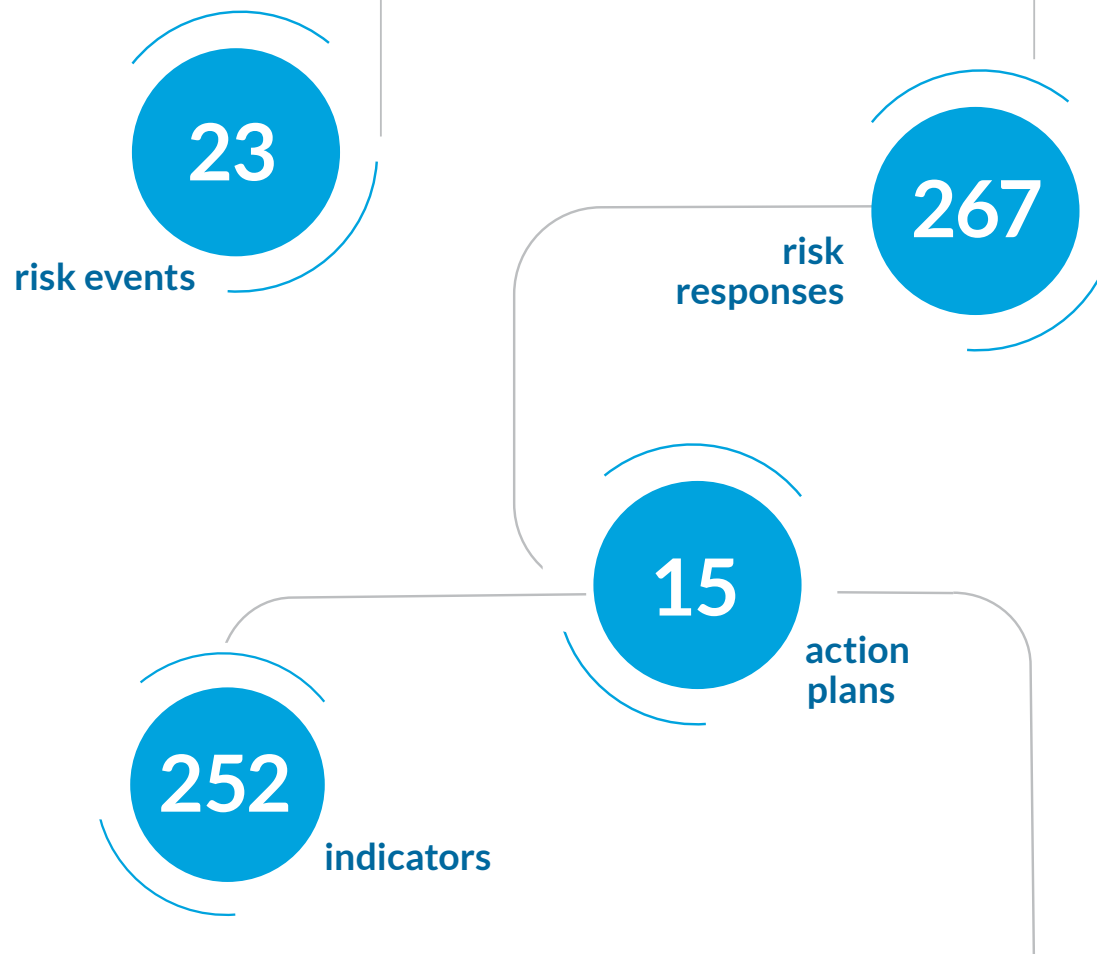 23
risk events
267
risk
responses
15
action
plans
252
indicators